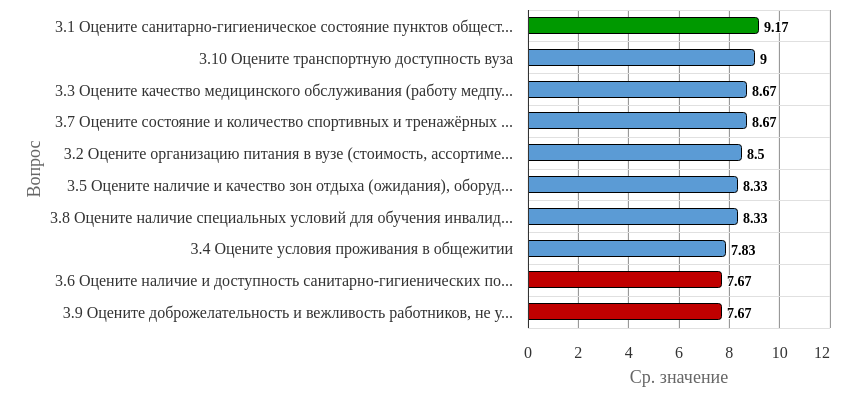 3.1 Оцените санитарно-гигиеническое состояние пунктов общест... 9.17
3.10 Оцените транспортную доступность вуза 9
3.3 Оцените качество медицинского обслуживания (работу медпу... 8.67
3.7 Оцените состояние и количество спортивных и тренажёрных ... 8.67
3.2 Оцените организацию питания в вузе (стоимость, ассортиме... 8.5
3.5 Оцените наличие и качество зон отдыха (ожидания), оборуд... 8.33
3.8 Оцените наличие специальных условий для обучения инвалид... 8.33
3.4 Оцените условия проживания в общежитии 7.83
3.6 Оцените наличие и доступность санитарно-гигиенических по... 7.67
3.9 Оцените доброжелательность и вежливость работников, не у... 7.67
Вопрос
0 2 4 6 8 10 12
Ср. значение